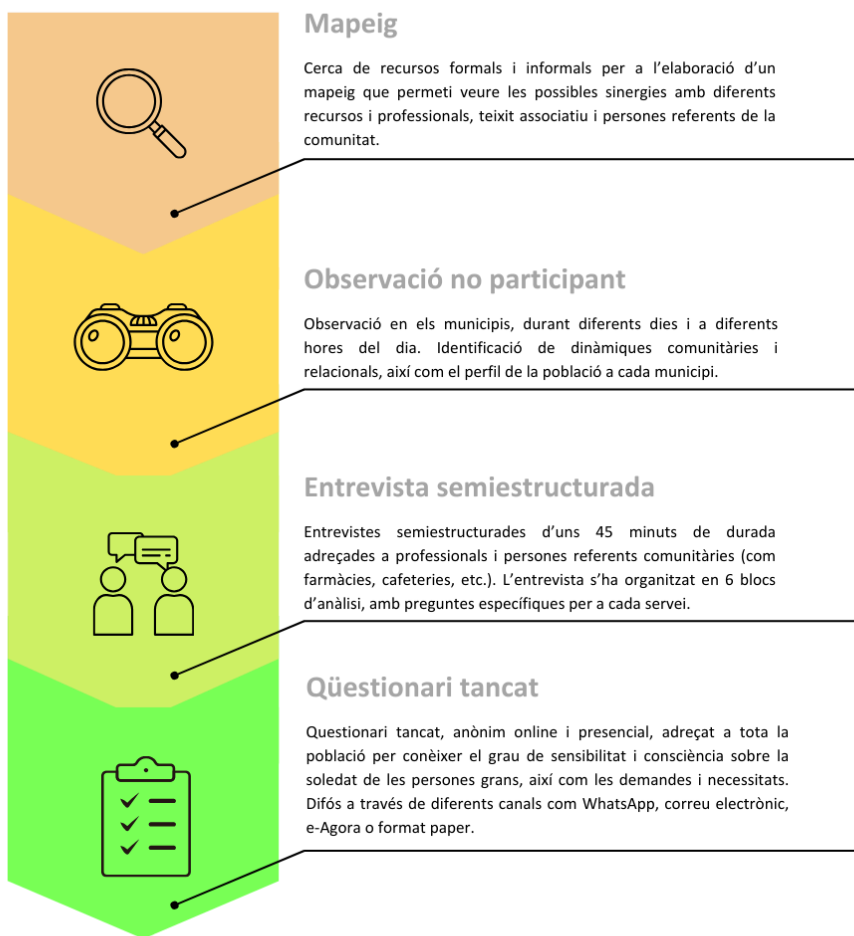 Mapeig
Cerca de recursos formals i informals per a l’elaboració d’un
mapeig que permeti veure les possibles sinergies amb diferents
recursos i professionals, teixit associatiu i persones referents de la
comunitat.
Observació no participant
Observació en els municipis, durant diferents dies i a diferents
hores del dia. Identificació de dinàmiques comunitàries i
relacionals, així com el perfil de la població a cada municipi.
Entrevista semiestructurada
Entrevistes semiestructurades d’uns 45 minuts de durada
adreçades a professionals i persones referents comunitàries (com
farmàcies, cafeteries, etc.). L’entrevista s’ha organitzat en 6 blocs
d’anàlisi, amb preguntes específiques per a cada servei.
Qüestionari tancat
Questionari tancat, anònim online i presencial, adreçat a tota la
població per conèixer el grau de sensibilitat i consciència sobre la
soledat de les persones grans, així com les demandes i necessitats.
Difós a través de diferents canals com WhatsApp, correu electrònic,
e-Agora o format paper.